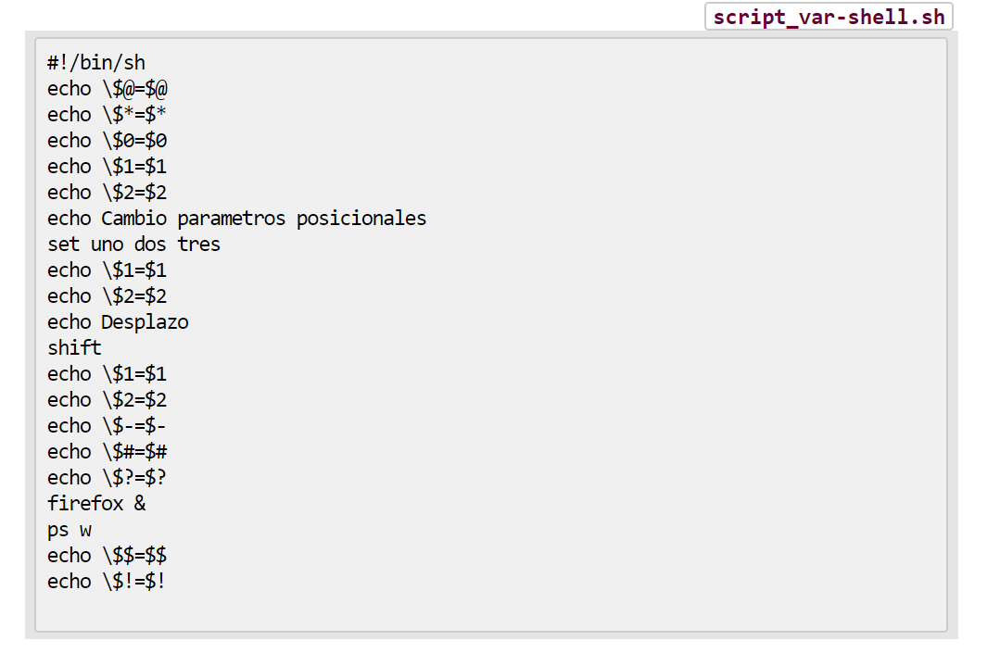 script_var-shell.sh
#!/bin/sh
echo \$@=$@
echo \$*=$*
echo \$0=$0
echo \$1=$1
echo \$2=$2
echo Cambio parametros posicionales
set uno dos tres
echo \$1=$1
echo \$2=$2
echo Desplazo
shift
echo \$1=$1
echo \$2=$2
echo \$-=$-
echo \$#=$#
echo \$?=$?
firefox &
ps w
echo \$$=$$
echo \$!=$!